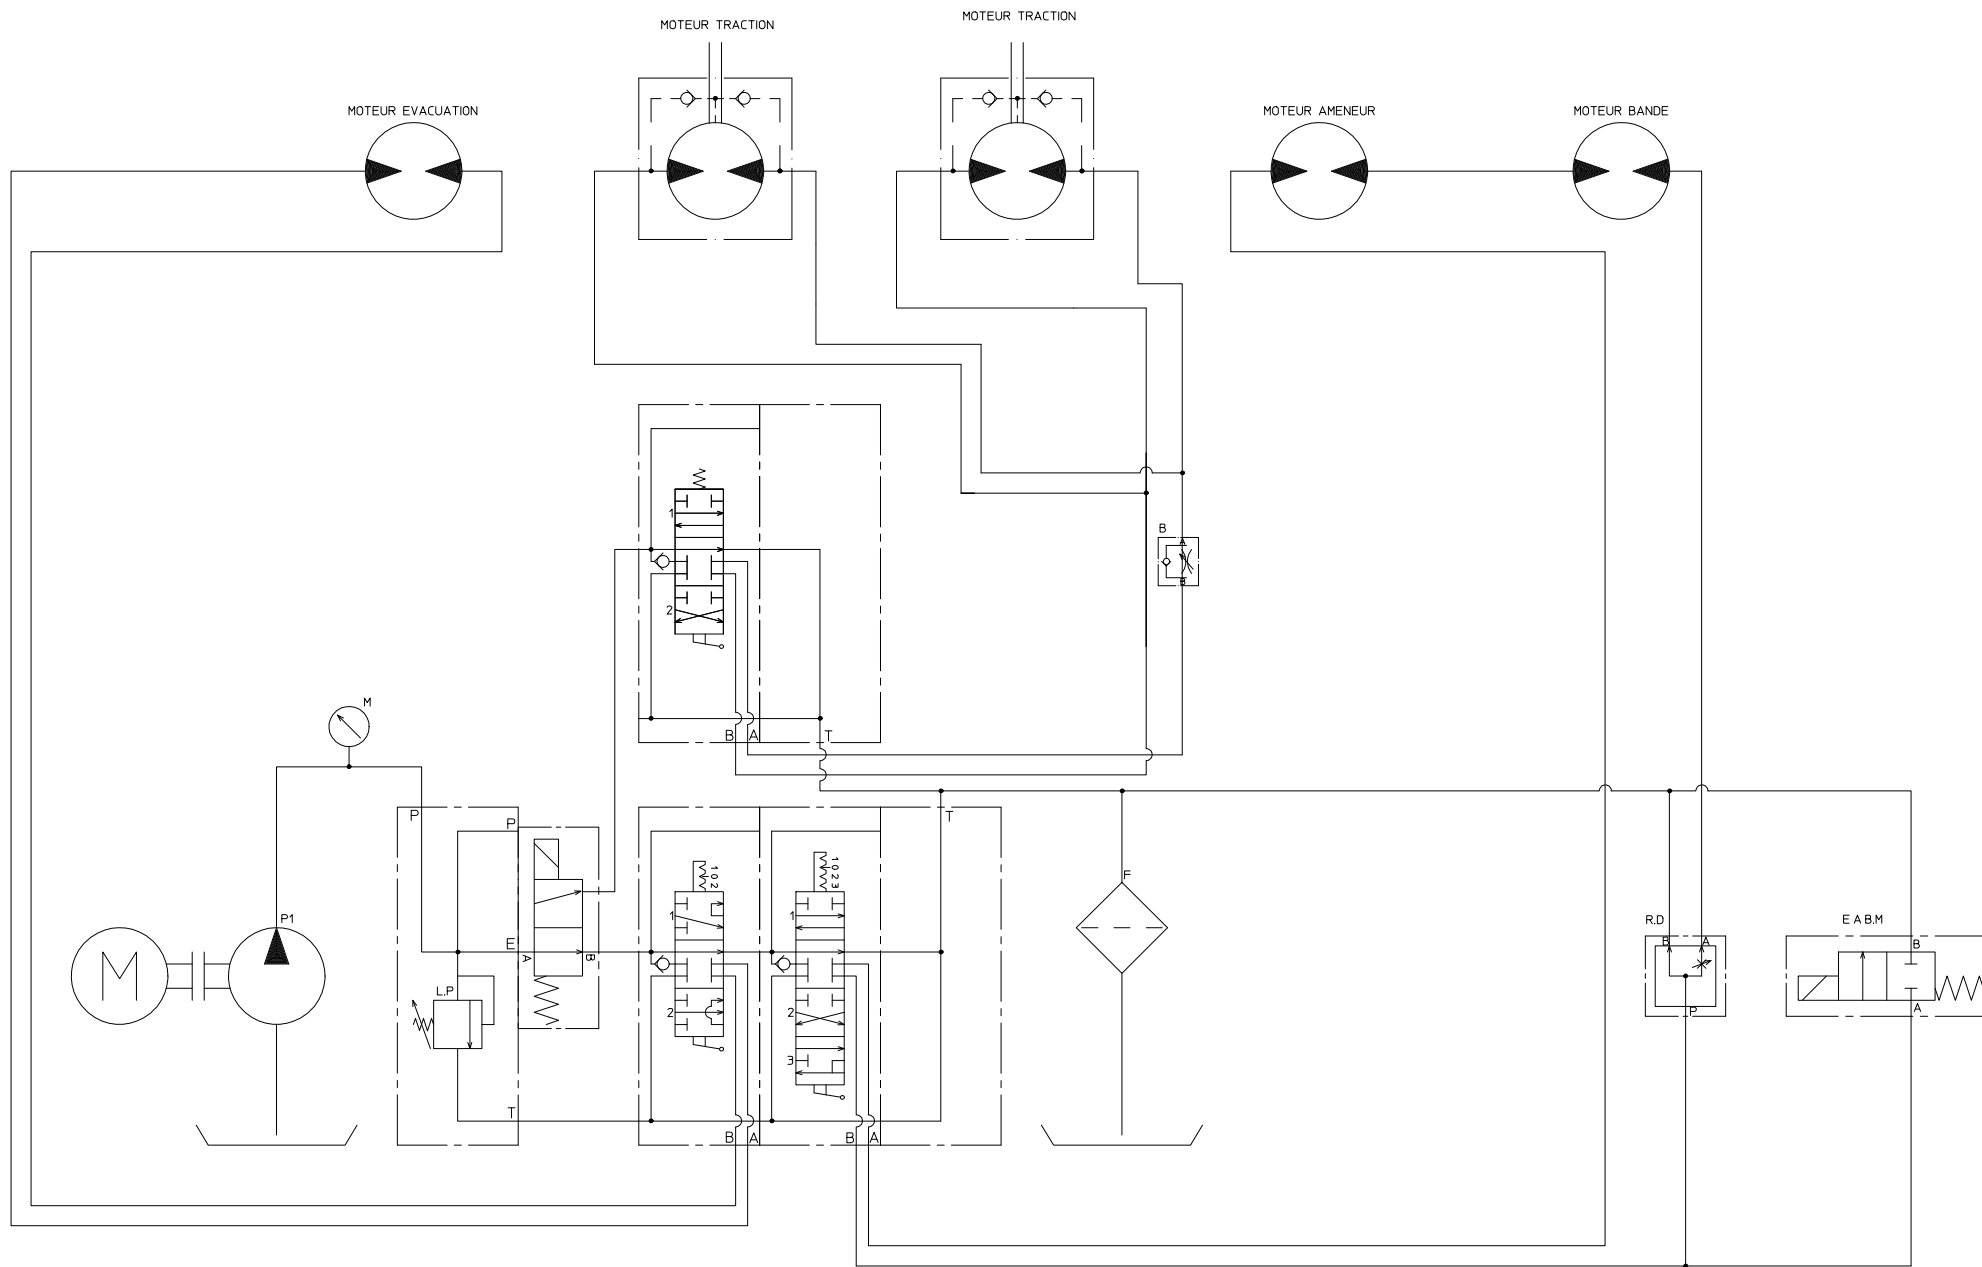 MOTEUR TRACTION
MOTEUR TRACTION
MOTEUR EVACUATION
MOTEUR AMENEUR
MOTEUR BANDE
1
2
B
A
B
B A
T
M
P
P
T
1 0 2
1 0 2 3
F
P1
R.D
E A B.M
1
1
E
A
B
B
A
B
L.P
2
2
P
A
3
T
B A
B A
M